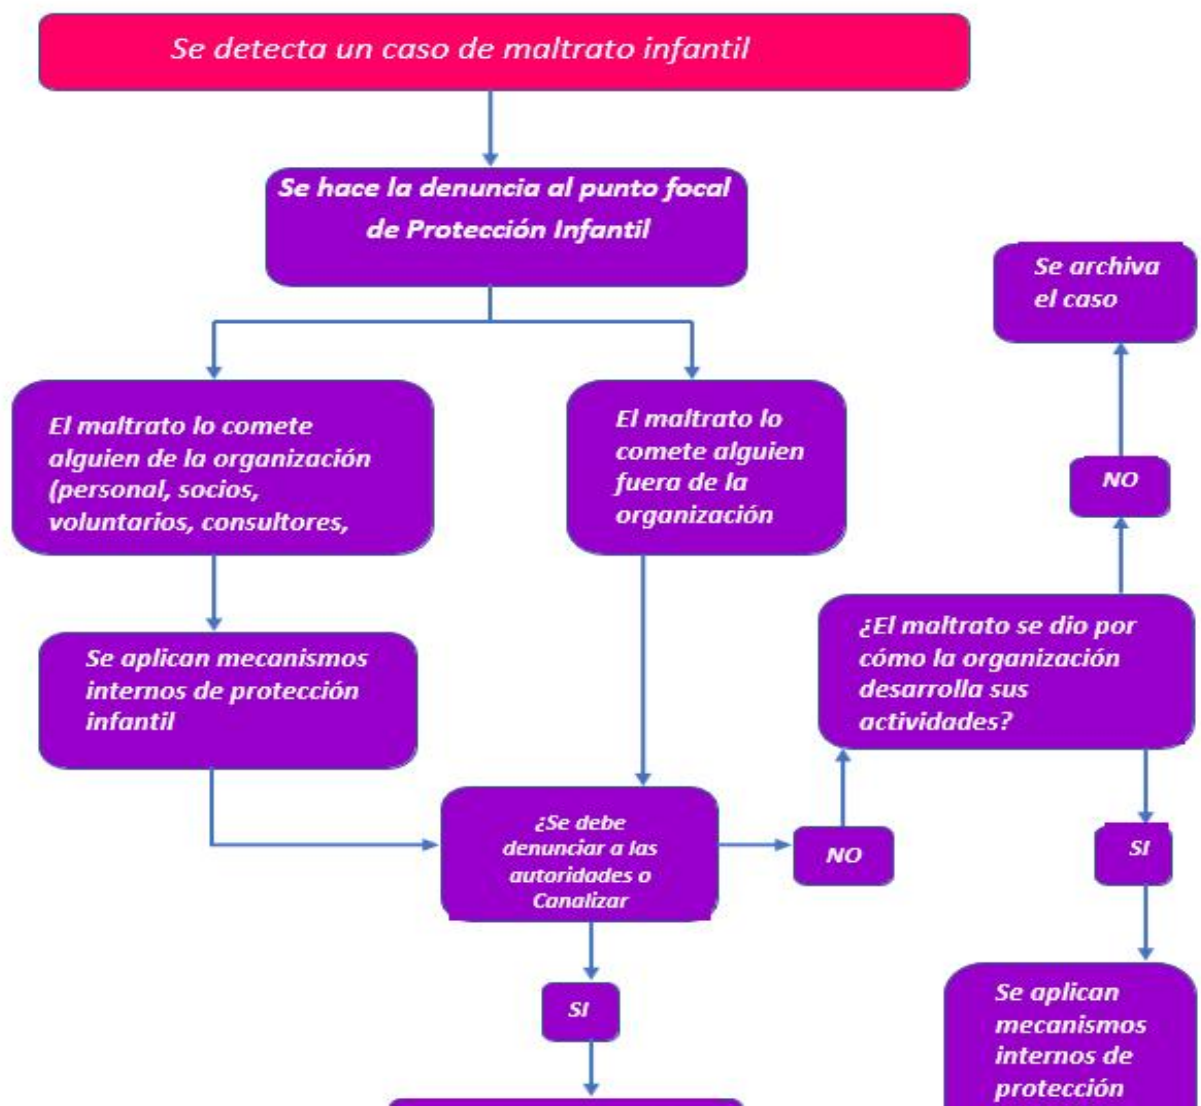 Se detecta un caso de maltrato infantil
Se hace la denuncia al punto focal
de Protección Infantil
El maltrato lo comete
alguien de la organización
(personal, socios,
voluntarios, consultores,
El maltrato lo
comete alguien
fuera de la
organización
Se archiva
el caso
NO
Se aplican mecanismos
internos de protección
infantil
¿El maltrato se dio por
cómo la organización
desarrolla sus
actividades?
¿Se debe
denunciar a las
autoridades o
Canalizar
NO
SI
SI
Se aplican
mecanismos
internos de
protección